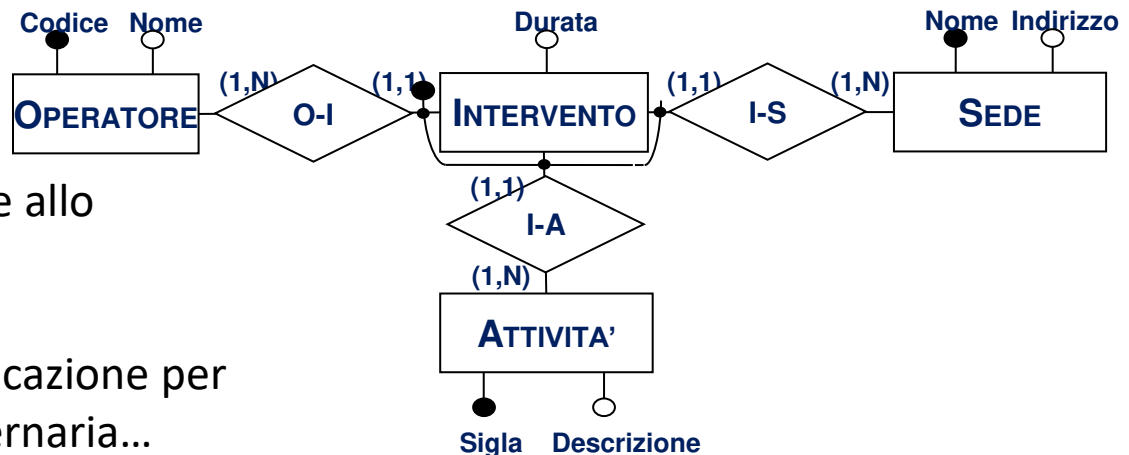 Codice Nome Durata Nome Indirizzo
(1,N) (1,1) (1,1) (1,N)
OPERATORE O-I INTERVENTO I-S SEDE
e allo
(1,1)
I-A
(1,N)
ATTIVITA’
cazione per
ernaria…
Sigla Descrizione